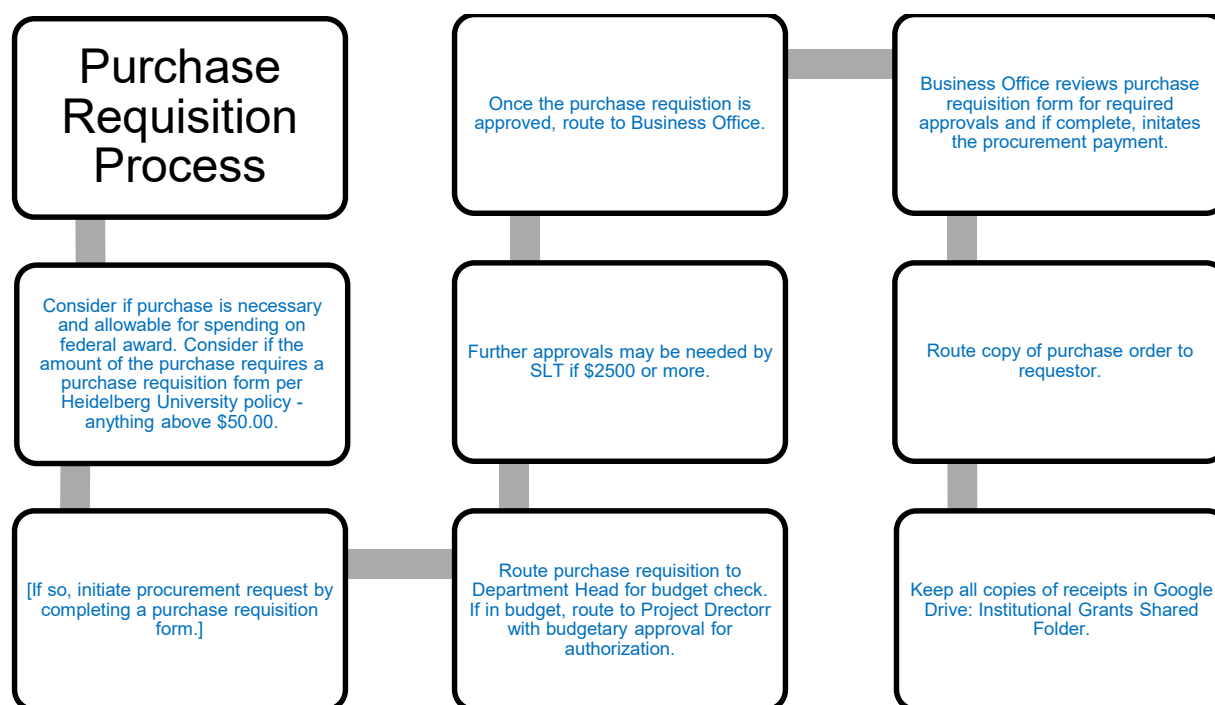 Purchase
Requisition
Process
Consider if purchase is necessary
and allowable for spending on
federal award. Consider if the
amount of the purchase requires a
purchase requisition form per
Heidelberg University policy -
anything above $50.00.
[If so, initiate procurement request by
completing a purchase requisition
form.]
Route purchase requisition to
Department Head for budget check.
If in budget, route to Project Drectorr
with budgetary approval for
authorization.
Further approvals may be needed by
SLT if $2500 or more.
Once the purchase requistion is
approved, route to Business Office.
Business Office reviews purchase
requisition form for required
approvals and if complete, initates
the procurement payment.
Route copy of purchase order to
requestor.
Keep all copies of receipts in Google
Drive: Institutional Grants Shared
Folder.